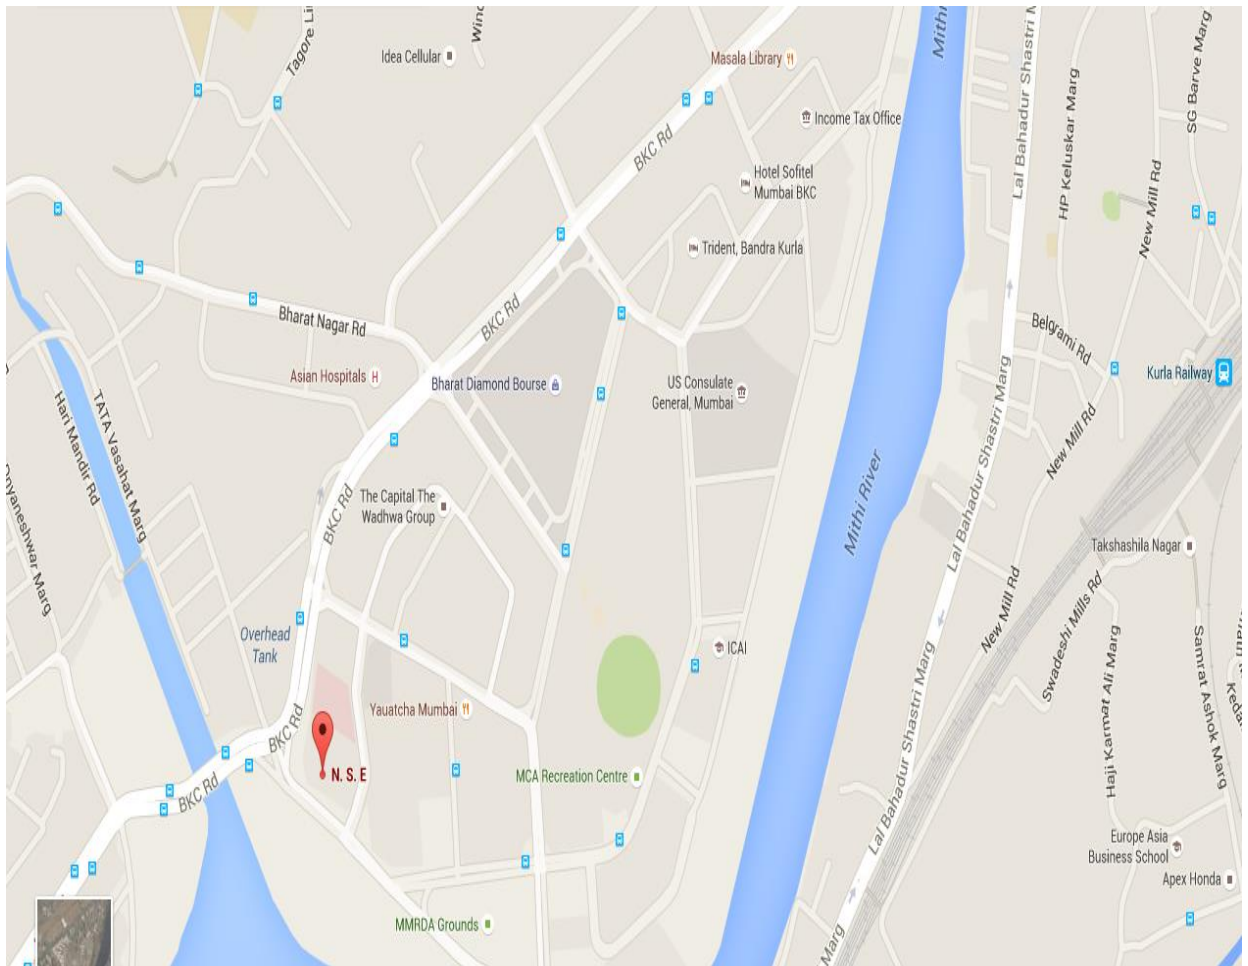 Tagore Li
Wind
Idea Cellular
Masala Library
Mithi
Lal Bahadur Shastri M
SG Barve Marg
Income Tax Office
BKC Rd
HP Keluskar Marg
New Mill Rd
Hotel Sofitel
Mumbai BKC
Trident, Bandra Kurla
Bharat Nagar Rd
BKC Rd
Belgrami Rd
Asian Hospitals
Bharat Diamond Bourse
US Consulate
General, Mumbai
Kurla Railway
TATA Vasahat Marg
Hari Mandir Rd
Lal Bahadur Shastri Marg
New Mill Rd
The Capital The
Wadhwa Group
BKC Rd
Mithi River
Takshashila Nagar
nyaneshwar Marg
New Mill Rd
Swadeshi Mills Rd
Overhead
Tank
ICAI
Haji Karmat Ali Marg
Samrat Ashok Marg
Keda
Yauatcha Mumbai
BKC Rd
Lal Bahadur Shastri Marg
N. S. E
MCA Recreation Centre
BKC Rd
Europe Asia
Business School
Apex Honda
MMRDA Grounds
Marg